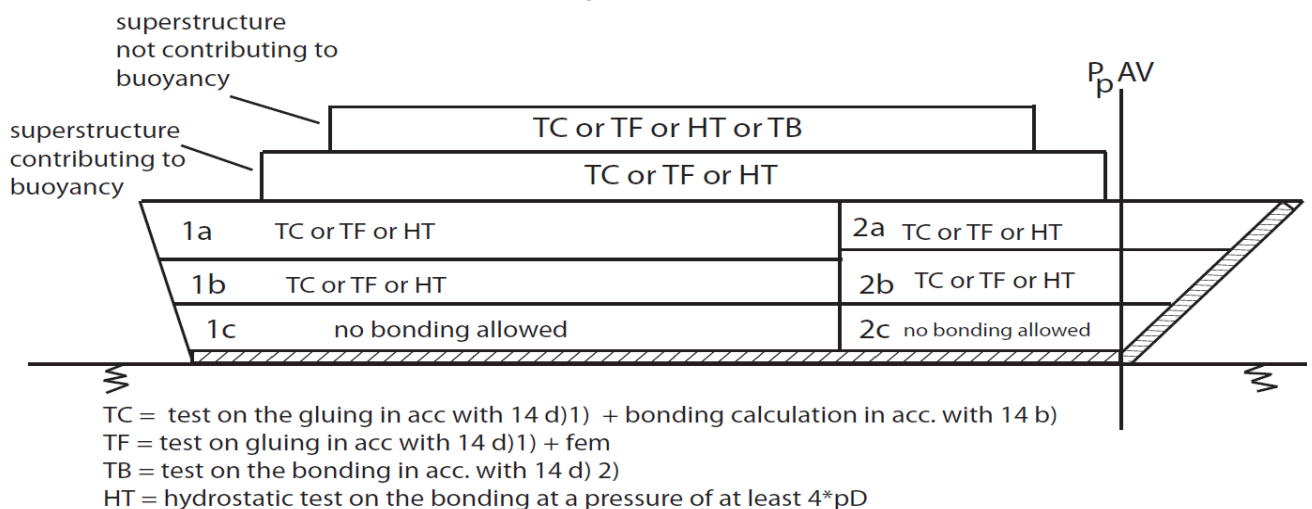 superstructure
not contributing to
buoyancy
PpAV
TC or TF or HT or TB
superstructure
contributing to
buoyancy
TC or TF or HT
1a TC or TF or HT
2a TC or TF or HT
1b TC or TF or HT
2b TC or TF or HT
1c no bonding allowed
2c no bonding allowed
TC = test on the gluing in acc with 14 d)1) + bonding calculation in acc. with 14 b)
TF = test on gluing in acc with 14 d)1) + fem
TB = test on the bonding in acc. with 14 d) 2)
HT = hydrostatic test on the bonding at a pressure of at least 4*pD